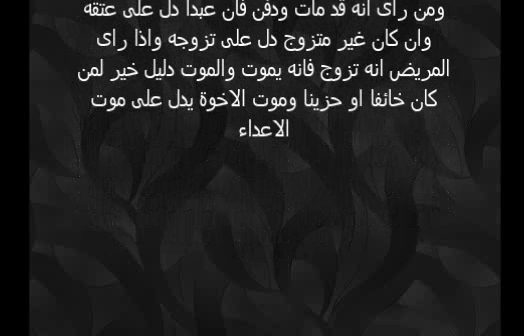 ومن رأى انه قد مات ودفن فان عبدا دل على عتقه
وان كان غير متزوج دل على تزوجه واذا راى
المريض انه تزوج فانه يموت والموت دليل خير لمن
كان خائفا او حزينا وموت الاخوة يدل على موت
الاعداء